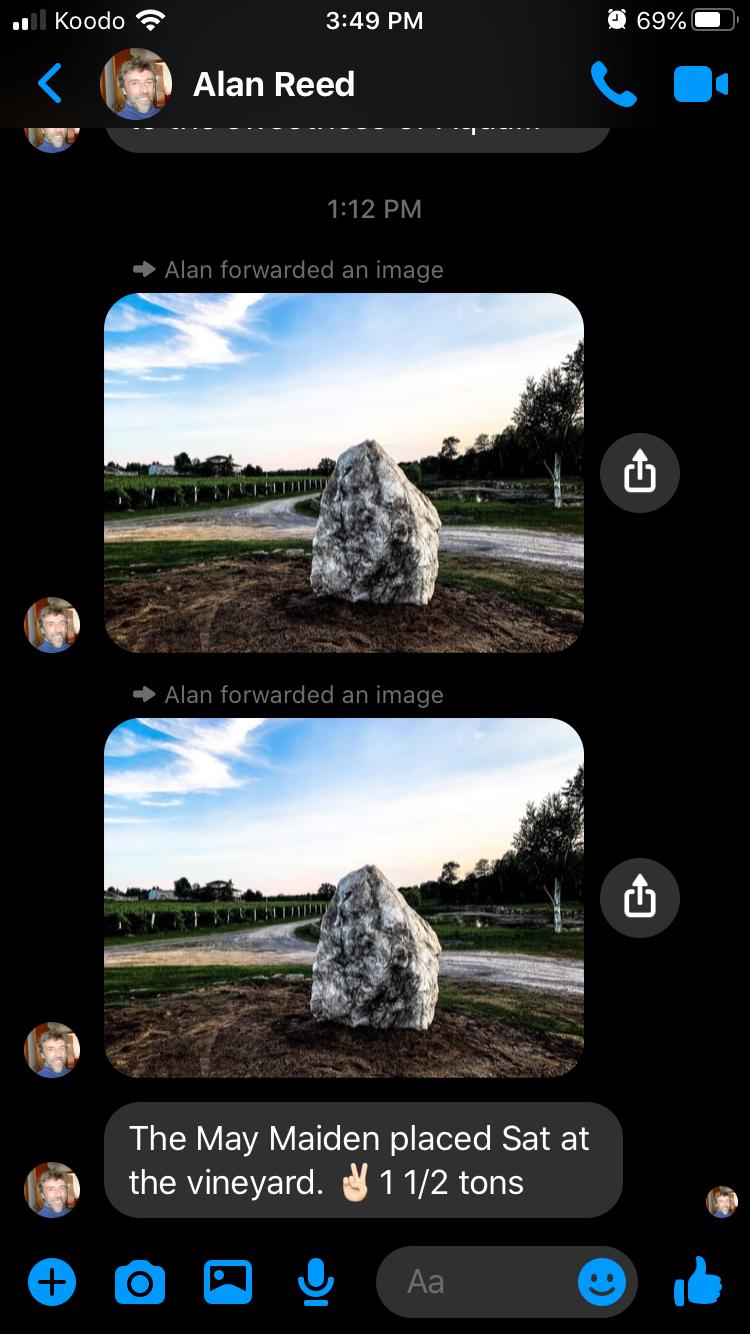 Koodo 3:49 PM 69%
Alan Reed
1:12 PM
Alan forwarded an image
Alan forwarded an image
The May Maiden placed Sat at
the vineyard. ✌🏻 1 1/2 tons
Aa